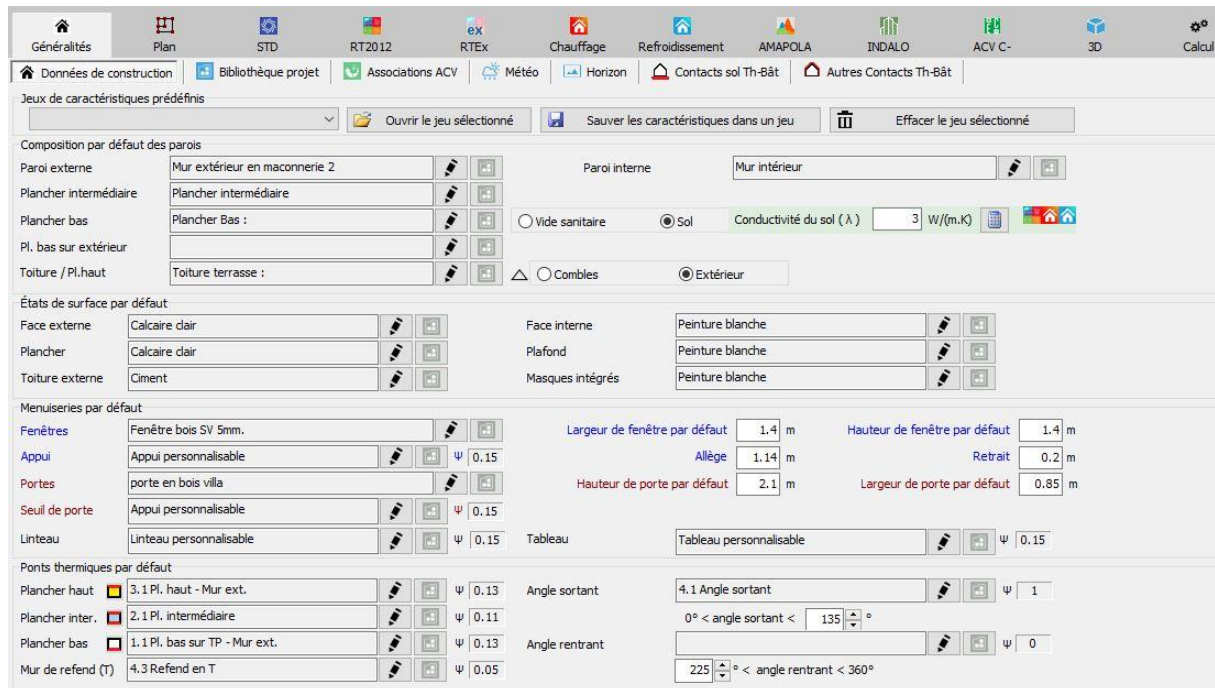 Généralités Plan STD RT2012 RTEx Chauffage Refroidissement AMAPOLA INDALO ACV C- 3D Calcul
Données de construction Bibliothèque projet Associations ACV Météo Horizon Contacts sol Th-Bât Autres Contacts Th-Bât
Jeux de caractéristiques prédéfinis
Ouvrir le jeu sélectionné Sauver les caractéristiques dans un jeu Effacer le jeu sélectionné
Composition par défaut des parois
Paroi externe Mur extérieur en maconnerie 2 Paroi interne Mur intérieur
Plancher intermédiaire Plancher intermédiaire
Plancher bas Plancher Bas : Vide sanitaire Sol Conductivité du sol ( λ ) 3 W/(m.K)
Pl. bas sur extérieur
Toiture / Pl.haut Toiture terrasse : Combles Extérieur
États de surface par défaut
Face externe Calcaire clair Face interne Peinture blanche
Plancher Calcaire clair Plafond Peinture blanche
Toiture externe Ciment Masques intégrés Peinture blanche
Menuiseries par défaut
Fenêtres Fenêtre bois SV 5mm. Largeur de fenêtre par défaut 1.4 m Hauteur de fenêtre par défaut 1.4 m
Appui Appui personnalisable Ψ 0.15 Allège 1.14 m Retrait 0.2 m
Portes porte en bois villa Hauteur de porte par défaut 2.1 m Largeur de porte par défaut 0.85 m
Seuil de porte Appui personnalisable Ψ 0.15
Linteau Linteau personnalisable Ψ 0.15 Tableau Tableau personnalisable Ψ 0.15
Ponts thermiques par défaut
Plancher haut 3.1 Pl. haut - Mur ext. Ψ 0.13 Angle sortant 4.1 Angle sortant Ψ 1
Plancher inter. 2.1 Pl. intermédiaire Ψ 0.11 0° < angle sortant < 135 °
Plancher bas 1.1 Pl. bas sur TP - Mur ext. Ψ 0.13 Angle rentrant Ψ 0
Mur de refend (T) 4.3 Refend en T Ψ 0.05 225 ° < angle rentrant < 360°